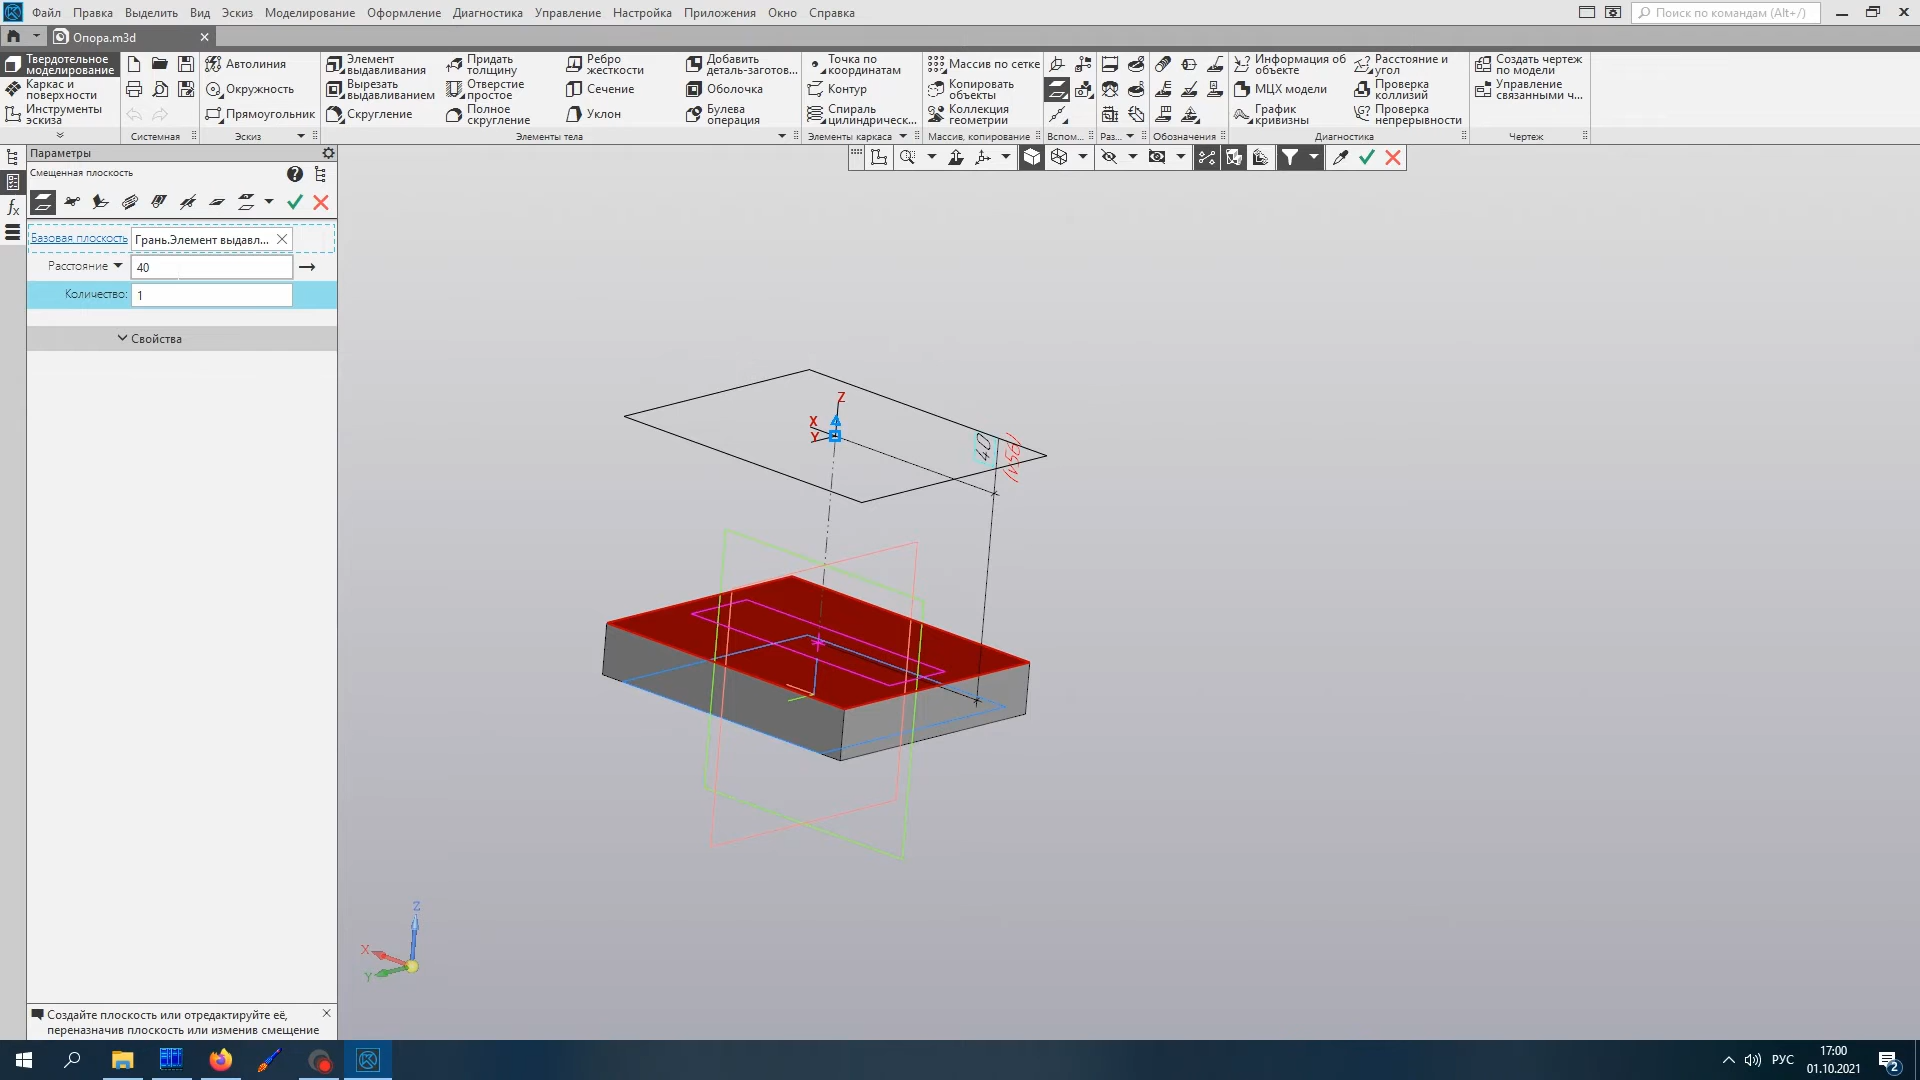 Файл Правка Выделить Вид Эскиз Моделирование Оформление Диагностика Управление Настройка Приложения Окно Справка
Поиск по командам (Alt+/)
Опора.m3d
Твердотельное моделирование
Каркас и поверхности
Инструменты эскиза
Системная
Автолиния
Окружность
Прямоугольник
Эскиз
Элемент выдавливания
Вырезать выдавливанием
Скругление
Придать толщину
Отверстие простое
Полное скругление
Ребро жесткости
Сечение
Уклон
Добавить деталь-заготов...
Оболочка
Булева операция
Элементы тела
Точка по координатам
Контур
Спираль цилиндрическ...
Элементы каркаса
Массив по сетке
Копировать объекты
Коллекция геометрии
Массив, копирование
Вспом...
Раз...
Обозначения
Информация об объекте
МЦХ модели
График кривизны
Расстояние и угол
Проверка коллизий
Проверка непрерывности
Диагностика
Создать чертеж по модели
Управление связанными ч...
Чертеж
Параметры
Смещенная плоскость
Базовая плоскость
Грань.Элемент выдавл...
Расстояние
40
Количество:
1
Свойства
Z
X
Y
40
(v56)
Z
X
Y
Создайте плоскость или отредактируйте её,
переназначив плоскость или изменив смещение
РУС
17:00
01.10.2021
2